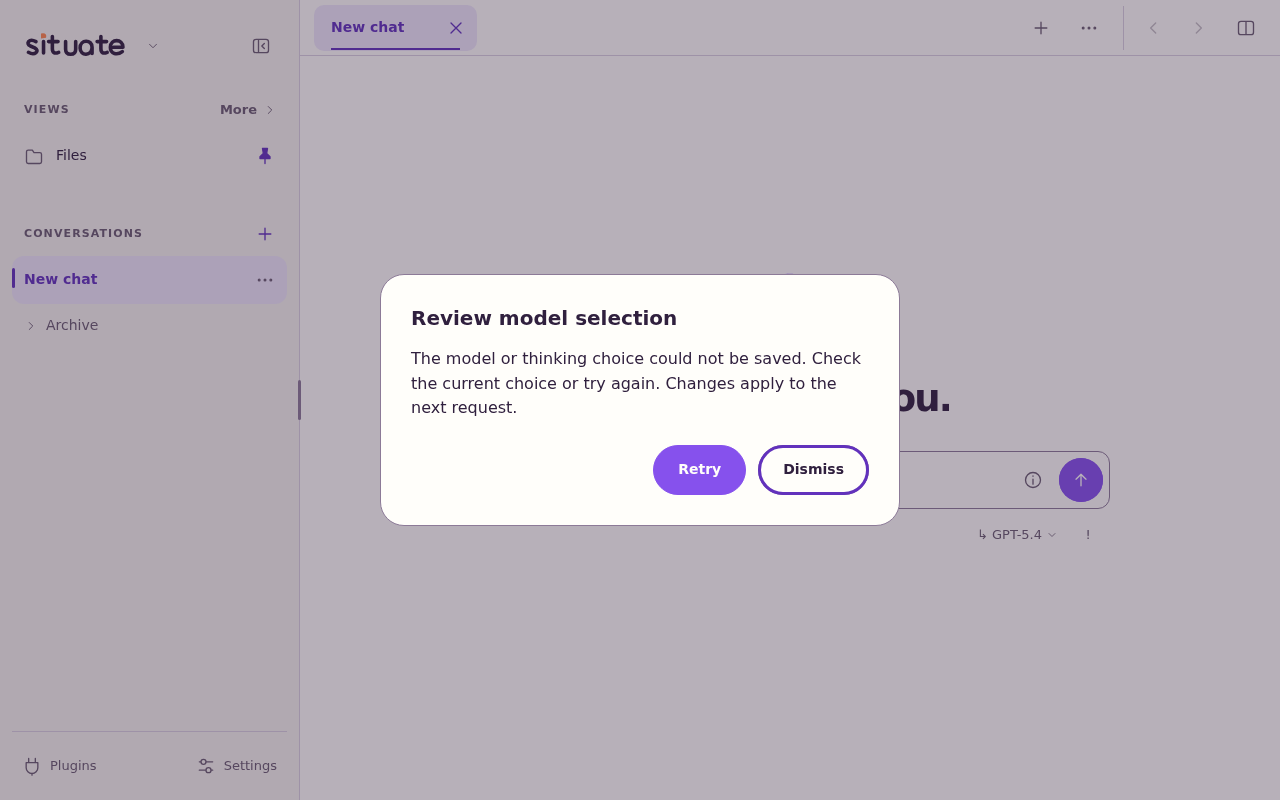 situate
New chat
VIEWS
More
Files
CONVERSATIONS
New chat
Archive
Review model selection
The model or thinking choice could not be saved. Check
the current choice or try again. Changes apply to the
next request.
Retry
Dismiss
ou.
↳ GPT-5.4
!
Plugins
Settings